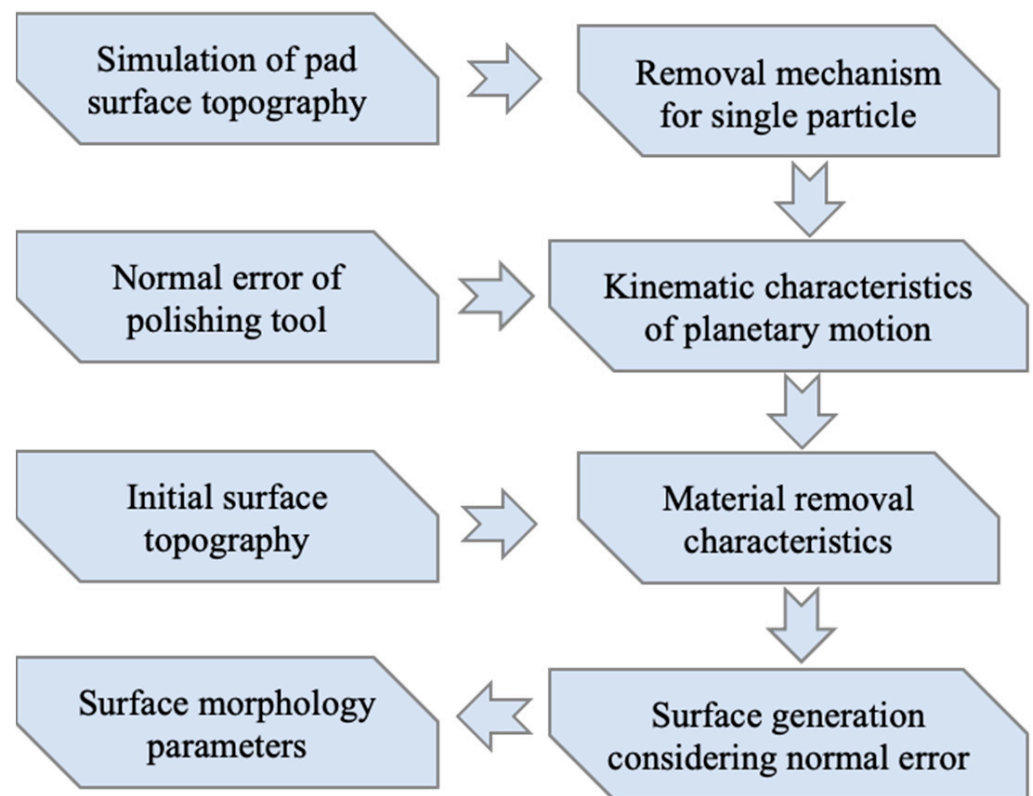 Simulation of pad
surface topography
Removal mechanism
for single particle
Normal error of
polishing tool
Kinematic characteristics
of planetary motion
Initial surface
topography
Material removal
characteristics
Surface morphology
parameters
Surface generation
considering normal error